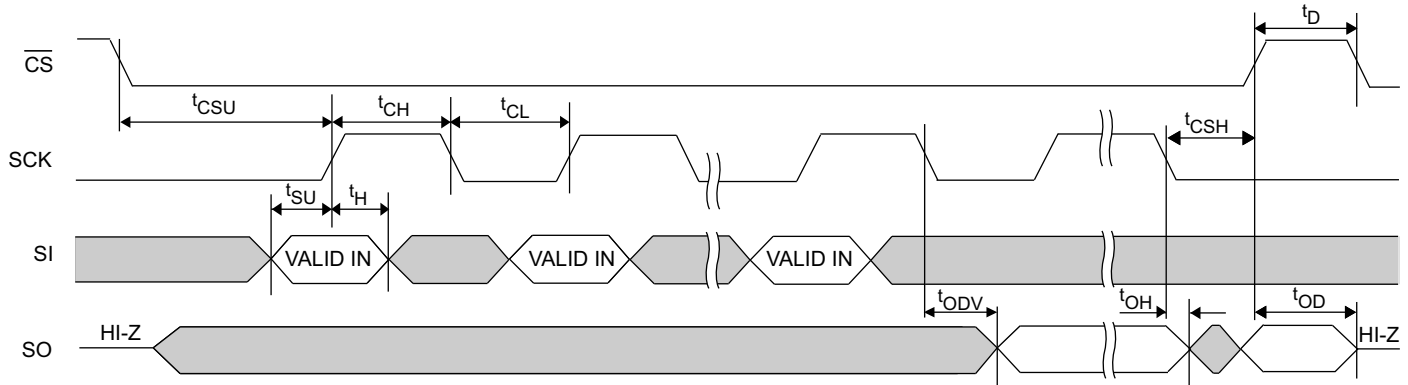 tD
CS
tCSU
tCH
tCL
tCSH
SCK
tSU
tH
SI
VALID IN
VALID IN
VALID IN
tODV
tOH
tOD
HI-Z
HI-Z
SO